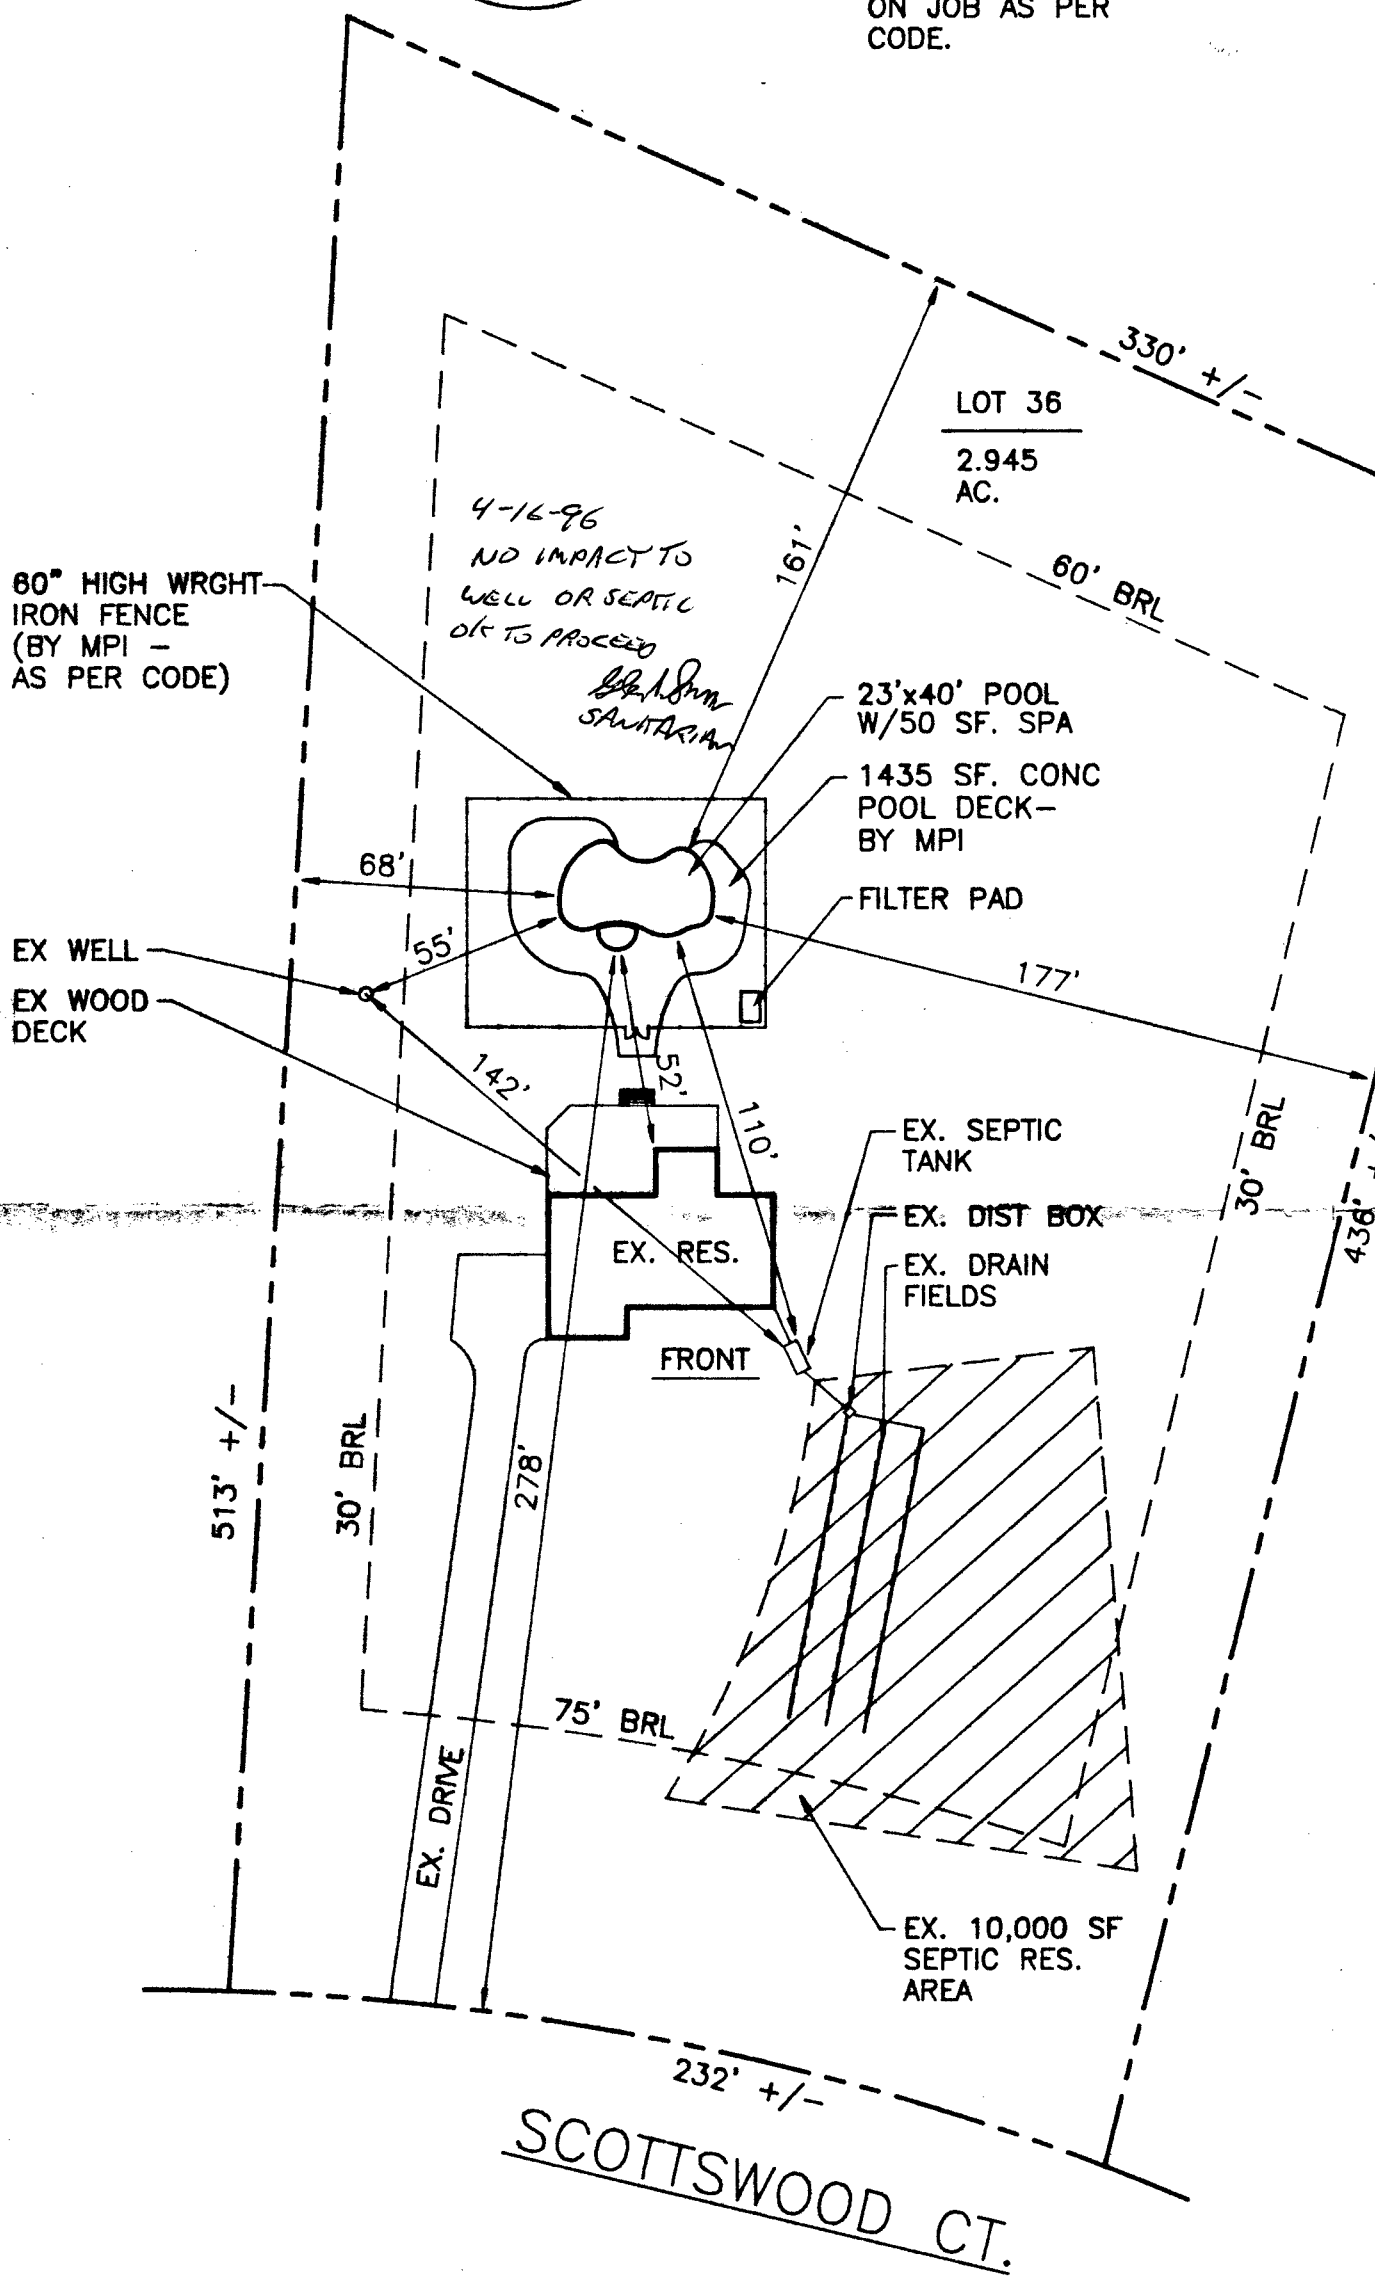 ON JOB AS PER
CODE.
330' +/-
LOT 36
2.945
AC.
161'
60' BRL
4-16-96
NO IMPACT TO
WELL OR SEPTIC
OK TO PROCEED
SANITARIAN
60" HIGH WRGHT
IRON FENCE
(BY MPI -
AS PER CODE)
23'x40' POOL
W/50 SF. SPA
1435 SF. CONC
POOL DECK-
BY MPI
FILTER PAD
68'
55'
EX WELL
EX WOOD
DECK
177'
142'
52'
110'
30' BRL
436' +/
EX. SEPTIC
TANK
EX. DIST BOX
EX. DRAIN
FIELDS
EX. RES.
FRONT
513' +/-
30' BRL
278'
75' BRL
EX. DRIVE
EX. 10,000 SF
SEPTIC RES.
AREA
232' +/-
SCOTTSWOOD CT.